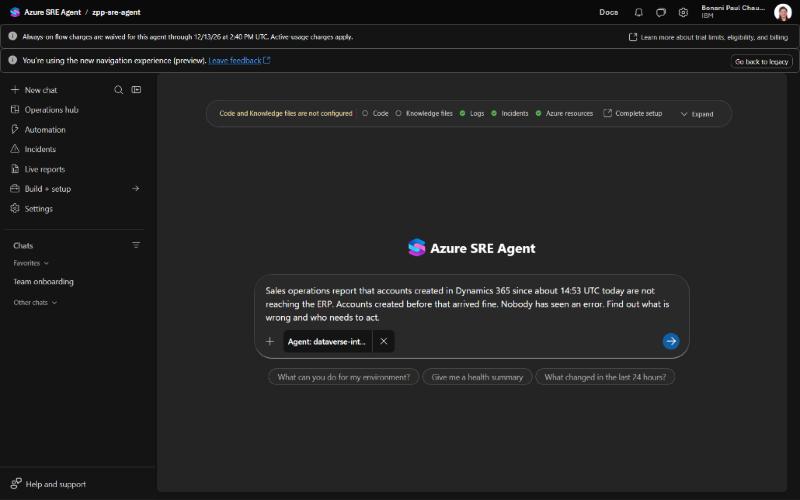 Azure SRE Agent / zpp-sre-agent
Docs
Bonani Paul Chau...
IBM
Always-on flow charges are waived for this agent through 12/13/26 at 2:40 PM UTC. Active-usage charges apply.
Learn more about trial limits, eligibility, and billing
You're using the new navigation experience (preview). Leave feedback
Go back to legacy
New chat
Operations hub
Automation
Incidents
Live reports
Build + setup
Settings
Chats
Favorites
Team onboarding
Other chats
Help and support
Code and Knowledge files are not configured
Code
Knowledge files
Logs
Incidents
Azure resources
Complete setup
Expand
Azure SRE Agent
Sales operations report that accounts created in Dynamics 365 since about 14:53 UTC today are not
reaching the ERP. Accounts created before that arrived fine. Nobody has seen an error. Find out what is
wrong and who needs to act.
Agent: dataverse-int...
What can you do for my environment?
Give me a health summary
What changed in the last 24 hours?